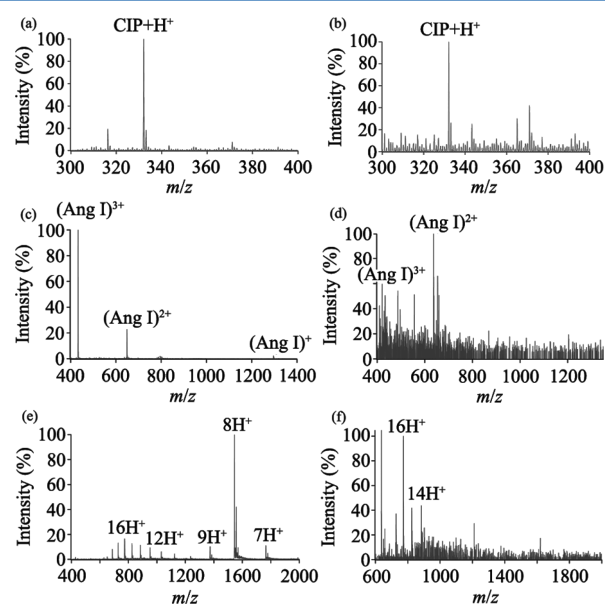 (a)
CIP+H⁺
Intensity (%)
100
80
60
40
20
0
300 320 340 360 380 400
m/z
(b)
CIP+H⁺
Intensity (%)
100
80
60
40
20
0
300 320 340 360 380 400
m/z
(c)
(Ang I)³⁺
(Ang I)²⁺
(Ang I)⁺
Intensity (%)
100
80
60
40
20
0
400 600 800 1000 1200 1400
m/z
(d)
(Ang I)²⁺
(Ang I)³⁺
Intensity (%)
100
80
40
20
0
400 600 800 1000 1200
m/z
(e)
8H⁺
16H⁺
12H⁺
9H⁺
7H⁺
Intensity (%)
100
80
60
40
20
0
400 800 1200 1600 2000
m/z
(f)
16H⁺
14H⁺
Intensity (%)
100
80
60
40
20
0
600 1000 1400 1800
m/z